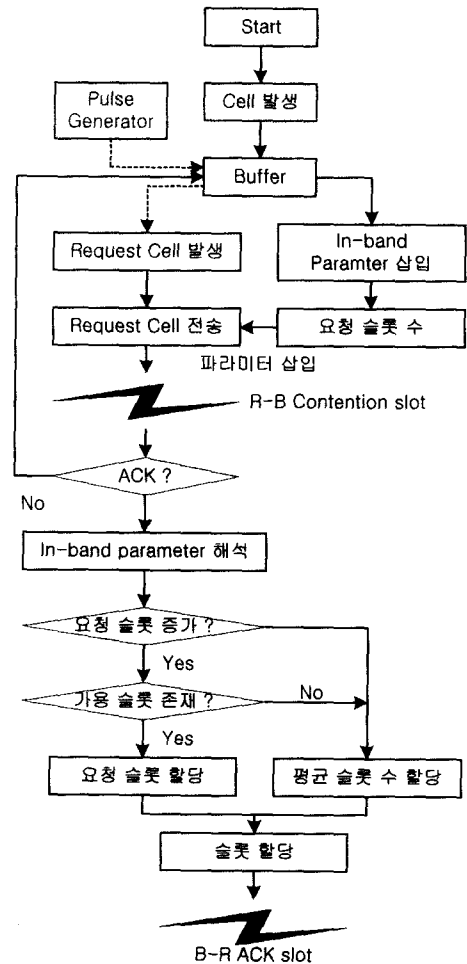 Start
Pulse
Generator
Cell 발생
Buffer
Request Cell 발생
In-band
Paramter 삽입
Request Cell 전송
요청 슬롯 수
파라미터 삽입
R-B Contention slot
ACK ?
No
In-band parameter 해석
요청 슬롯 증가 ?
Yes
가용 슬롯 존재 ?
No
Yes
요청 슬롯 할당
평균 슬롯 수 할당
슬롯 할당
B-R ACK slot